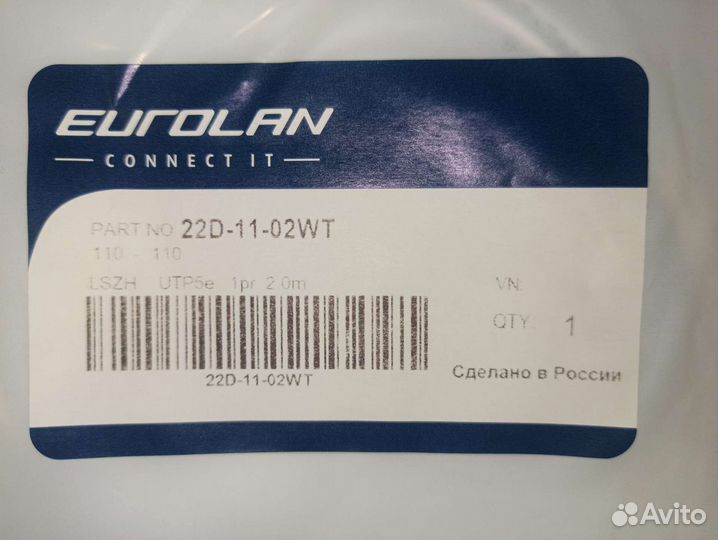 EUROLAN
CONNECT IT
PART NO 22D-11-02WT
110 - 110
LSZH UTP5e 1pr 2.0m
VN:
QTY: 1
22D-11-02WT
Сделано в России
Avito